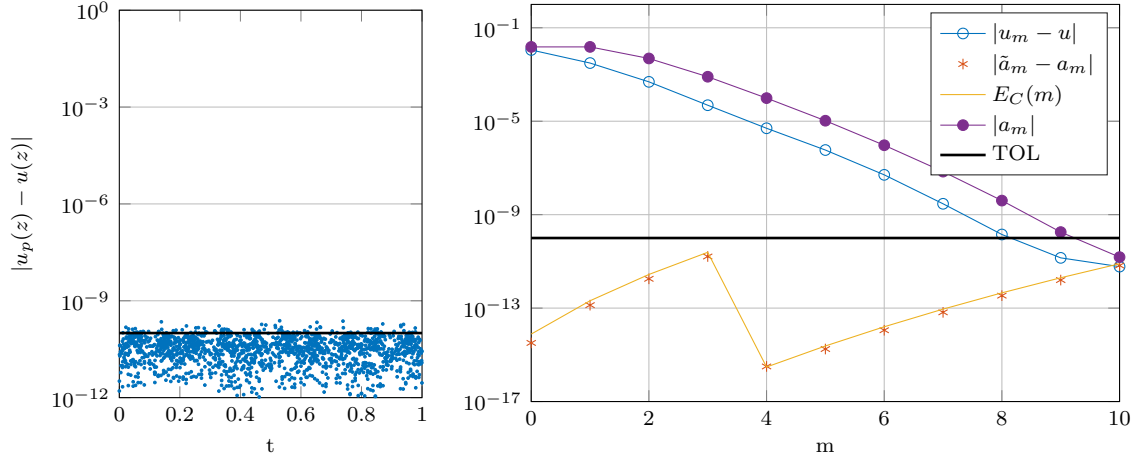 10^0
10^−3
10^−6
10^−9
10^−12
|u_p(z) − u(z)|
0 0.2 0.4 0.6 0.8 1
t
10^−1
10^−5
10^−9
10^−13
10^−17
0 2 4 6 8 10
m
|u_m − u|
|ã_m − a_m|
E_C(m)
|a_m|
TOL